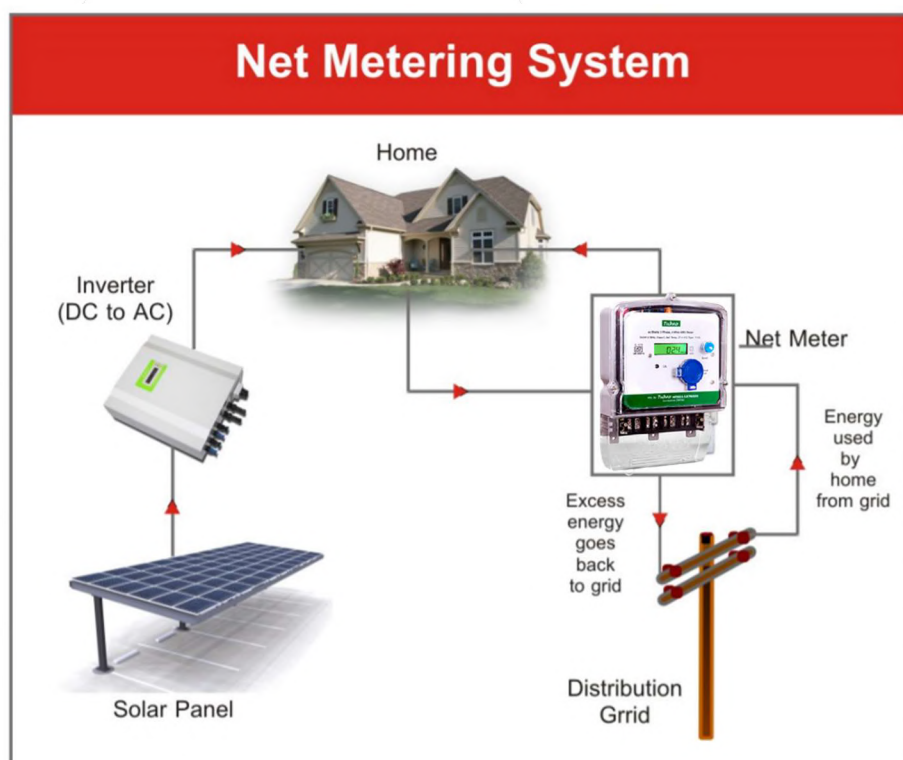 Net Metering System
Home
Inverter
(DC to AC)
Net Meter
Energy
used
by
home
from grid
Excess
energy
goes
back
to grid
Solar Panel
Distribution
Grrid